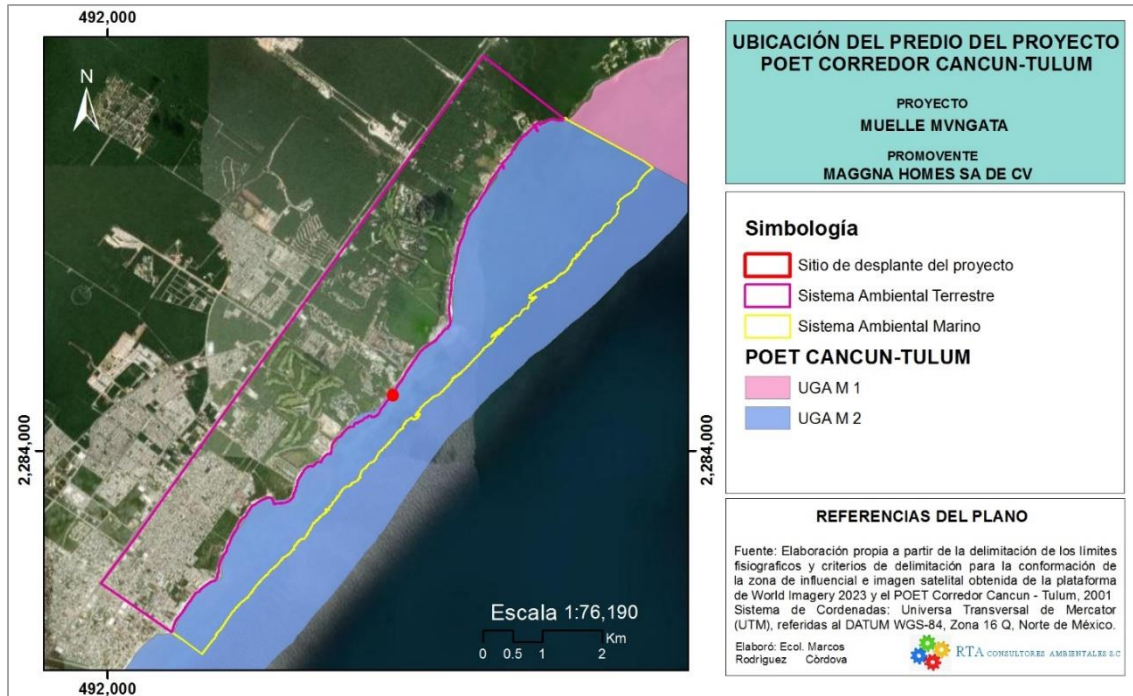 492,000
N
2,284,000
2,284,000
Escala 1:76,190
Km
0 0.5 1 2
492,000
UBICACIÓN DEL PREDIO DEL PROYECTO
POET CORREDOR CANCUN-TULUM
PROYECTO
MUELLE MVNGATA
PROMOVENTE
MAGGNA HOMES SA DE CV
Simbología
Sitio de desplante del proyecto
Sistema Ambiental Terrestre
Sistema Ambiental Marino
POET CANCUN-TULUM
UGA M 1
UGA M 2
REFERENCIAS DEL PLANO
Fuente: Elaboración propia a partir de la delimitación de los límites
fisiograficos y criterios de delimitación para la conformación de
la zona de influencial e imagen satelital obtenida de la plataforma
de World Imagery 2023 y el POET Corredor Cancun - Tulum, 2001
Sistema de Cordenadas: Universa Transversal de Mercator
(UTM), referidas al DATUM WGS-84, Zona 16 Q, Norte de México.
Elaboró: Ecol. Marcos
Rodríguez Còrdova
RTA CONSULTORES AMBIENTALES S.C